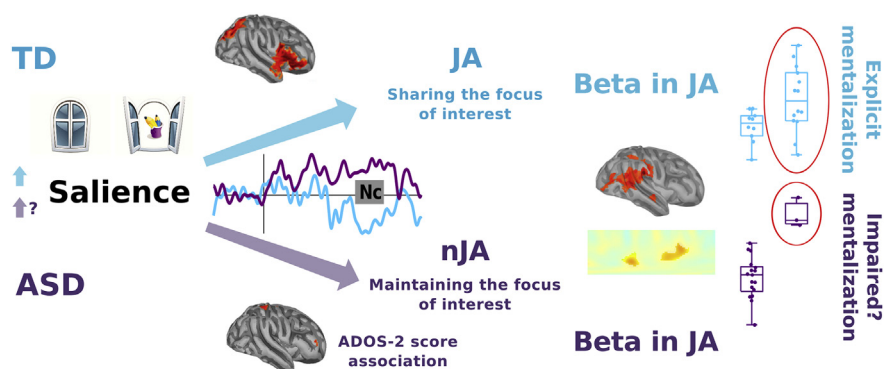 TD
JA
Sharing the focus
of interest
Beta in JA
Explicit
mentalization
Salience
?
Nc
ASD
nJA
Maintaining the focus
of interest
ADOS-2 score
association
Beta in JA
Impaired?
mentalization